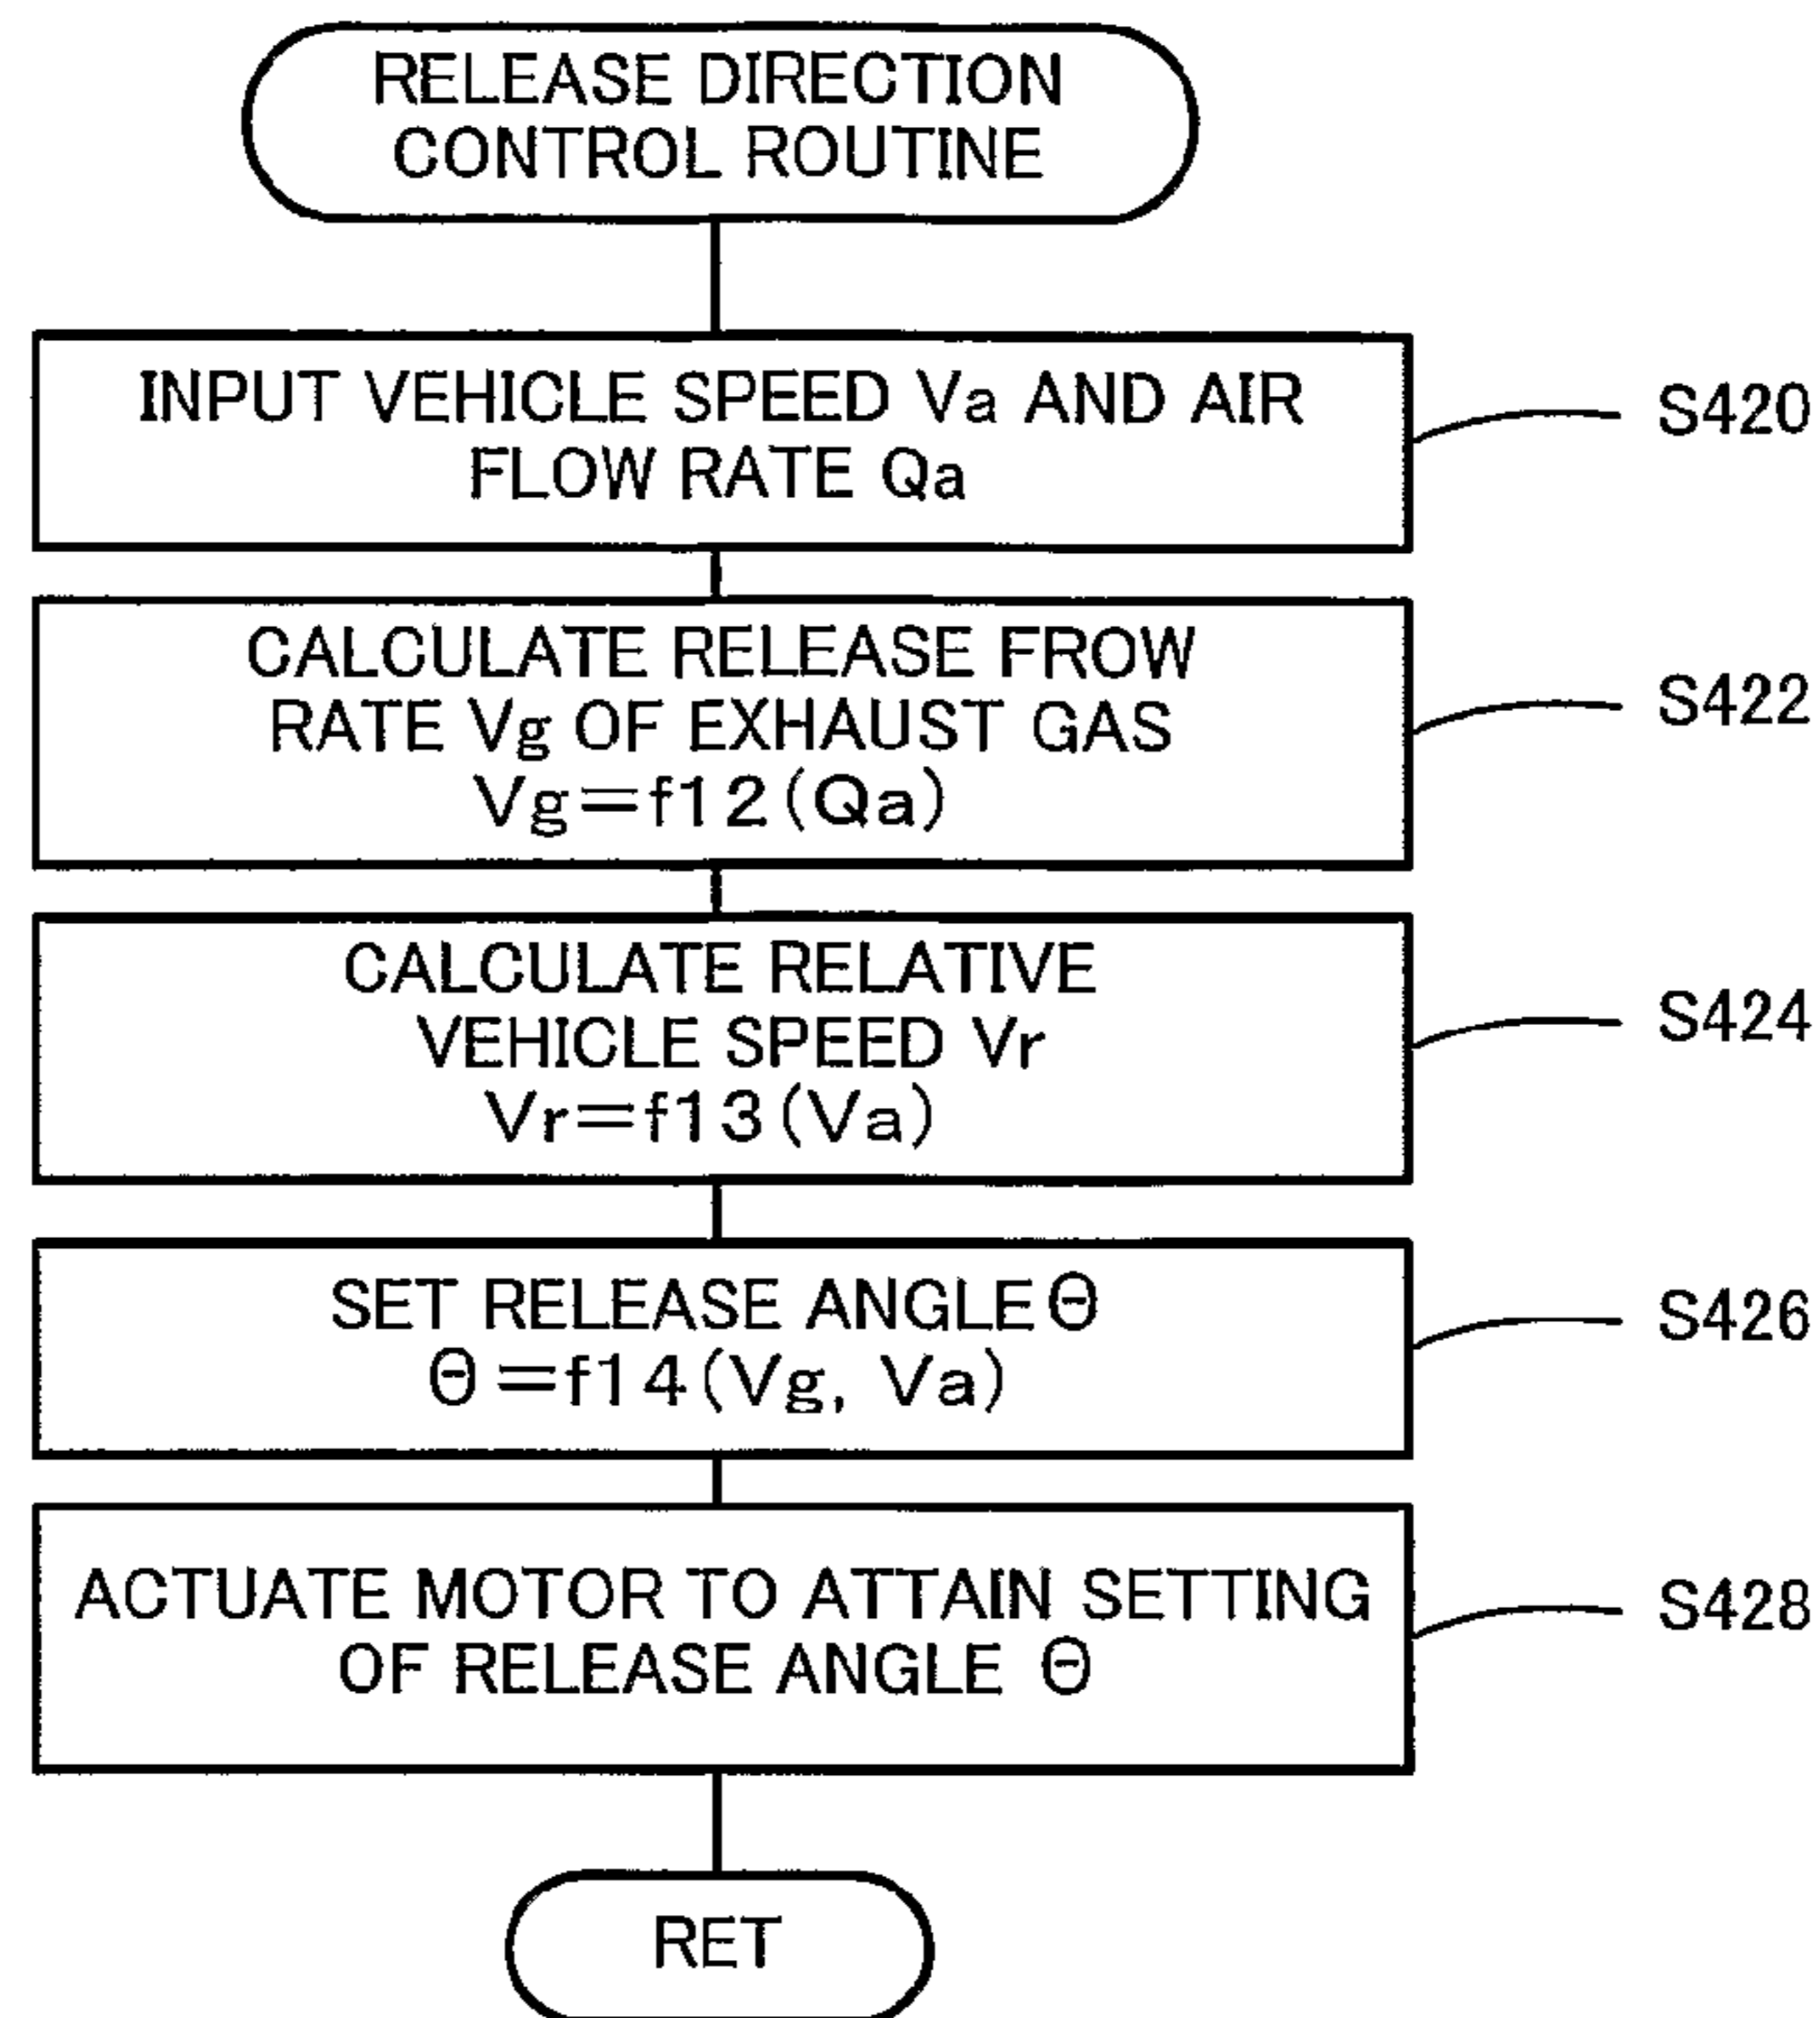 RELEASE DIRECTION
CONTROL ROUTINE
INPUT VEHICLE SPEED Va AND AIR
FLOW RATE Qa
S420
CALCULATE RELEASE FROW
RATE Vg OF EXHAUST GAS
Vg=f12(Qa)
S422
CALCULATE RELATIVE
VEHICLE SPEED Vr
Vr=f13(Va)
S424
SET RELEASE ANGLE Θ
Θ=f14(Vg, Va)
S426
ACTUATE MOTOR TO ATTAIN SETTING
OF RELEASE ANGLE Θ
S428
RET